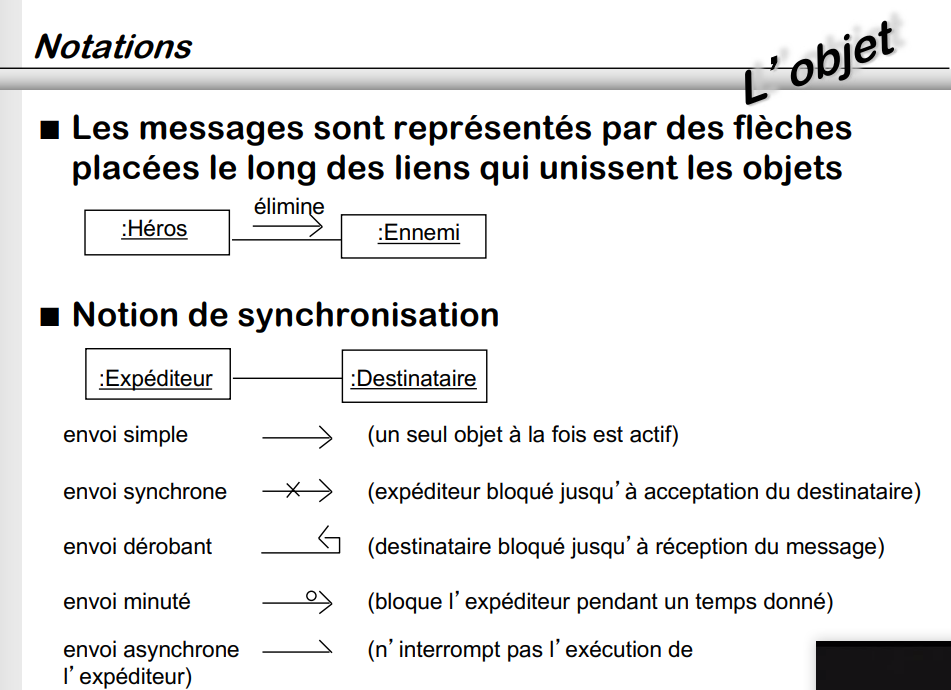 Notations
L’objet
■ Les messages sont représentés par des flèches
placées le long des liens qui unissent les objets
élimine
:Héros :Ennemi
■ Notion de synchronisation
:Expéditeur :Destinataire
envoi simple (un seul objet à la fois est actif)
envoi synchrone (expéditeur bloqué jusqu’à acceptation du destinataire)
envoi dérobant (destinataire bloqué jusqu’à réception du message)
envoi minuté (bloque l’expéditeur pendant un temps donné)
envoi asynchrone (n’interrompt pas l’exécution de
l’expéditeur)